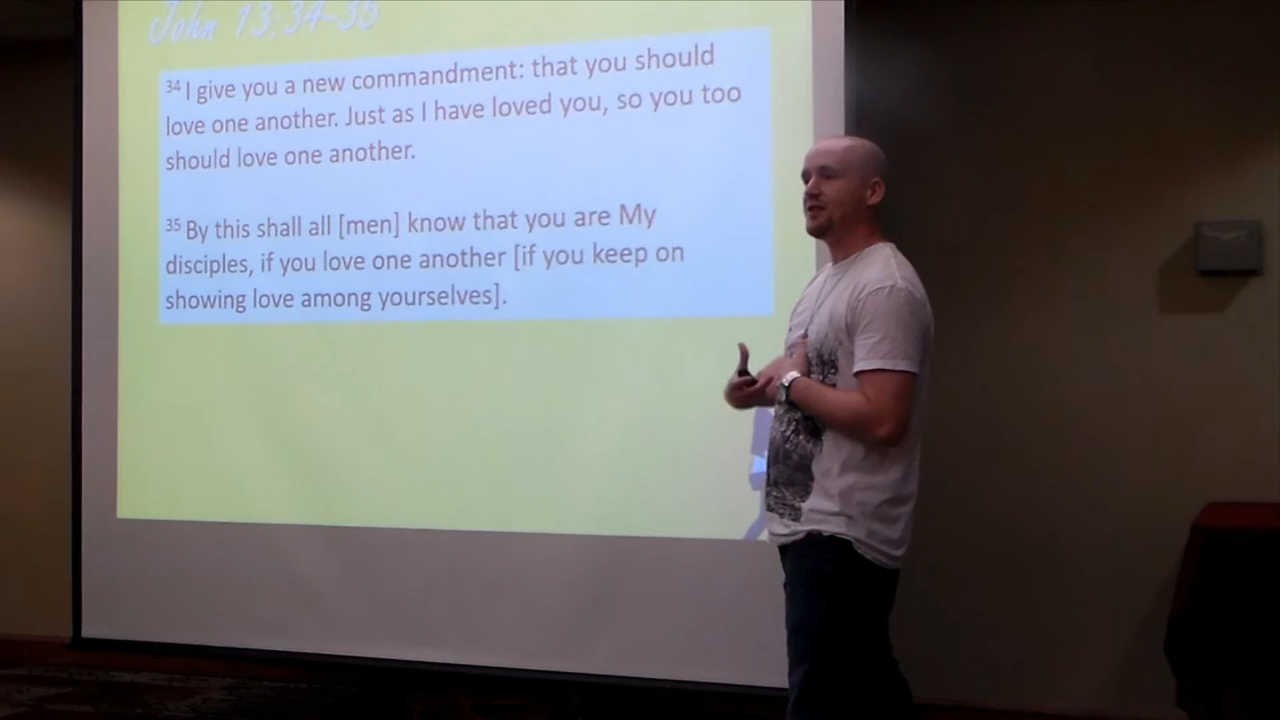 John 13:34-35
34 I give you a new commandment: that you should
love one another. Just as I have loved you, so you too
should love one another.
35 By this shall all [men] know that you are My
disciples, if you love one another [if you keep on
showing love among yourselves].